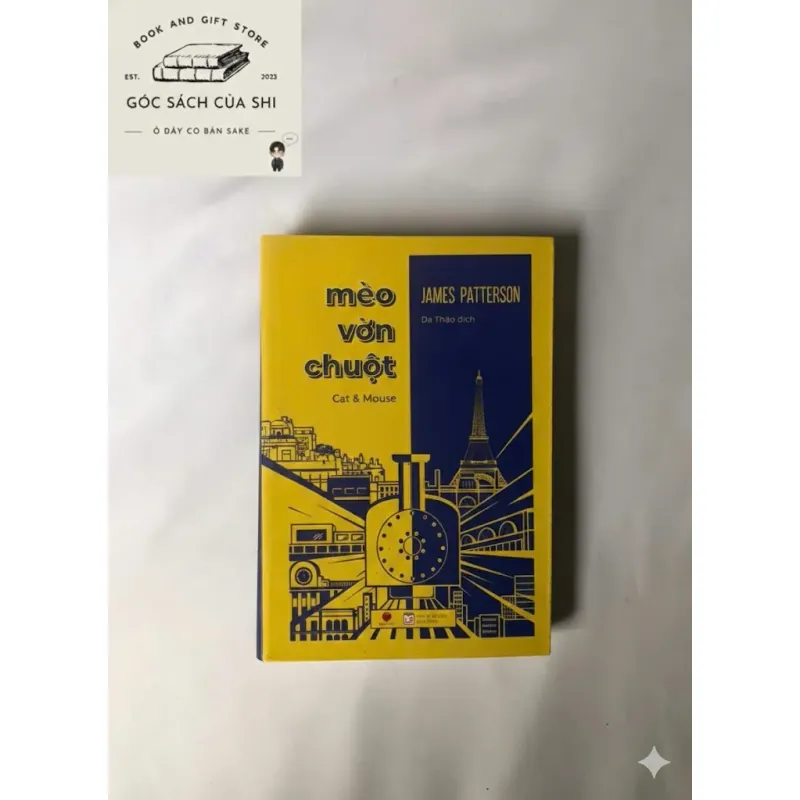 BOOK AND GIFT STORE
EST. 2023
GÓC SÁCH CỦA SHI
Ở ĐÂY CO BÁN SAKE
mèo
vờn
chuột
Cat & Mouse
JAMES PATTERSON
Dạ Thảo dịch